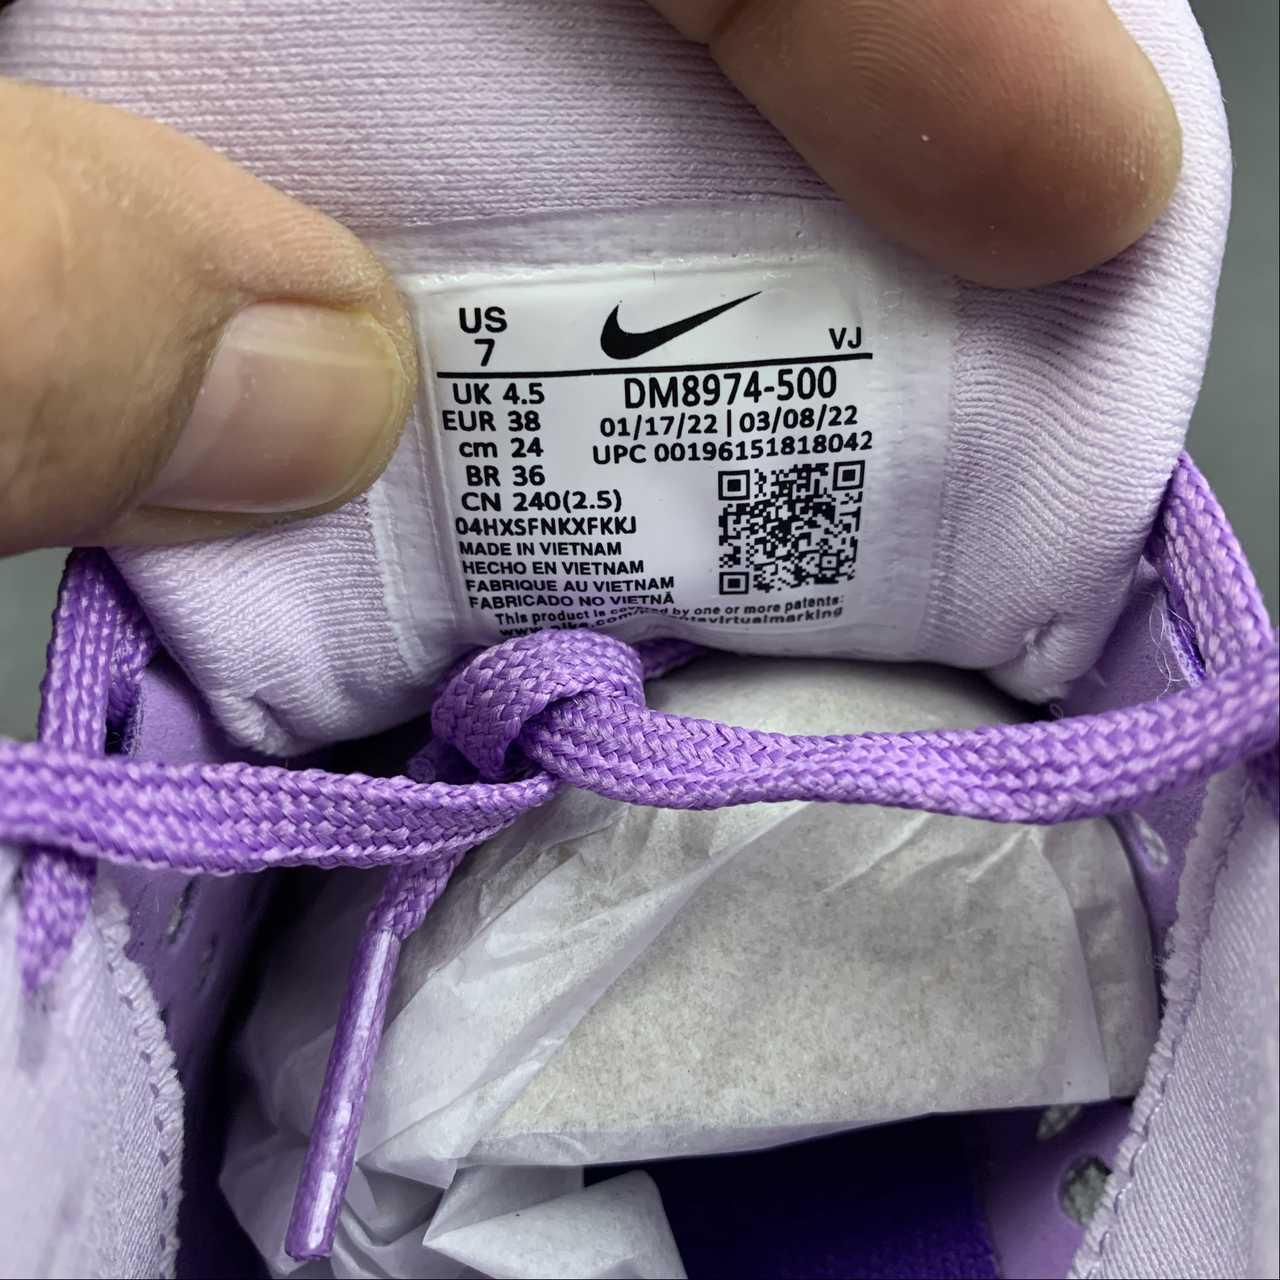 US
7
VJ
UK 4.5
EUR 38
cm 24
BR 36
CN 240(2.5)
DM8974-500
01/17/22 | 03/08/22
UPC 00196151818042
04HXSFNKXFKKJ
MADE IN VIETNAM
HECHO EN VIETNAM
FABRIQUE AU VIETNAM
FABRICADO NO VIETNÃ
This product is covered by one or more patents: